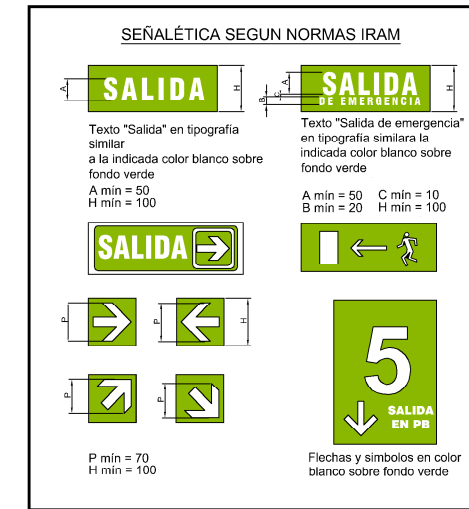 SEÑALÉTICA SEGUN NORMAS IRAM
A
SALIDA
H
A
C
B
SALIDA
DE EMERGENCIA
H
Texto "Salida" en tipografía
similar
a la indicada color blanco sobre
fondo verde
A mín = 50
H mín = 100
Texto "Salida de emergencia"
en tipografía similara la
indicada color blanco sobre
fondo verde
A mín = 50 C mín = 10
B mín = 20 H mín = 100
SALIDA
P
P
H
P
P
P mín = 70
H mín = 100
5
SALIDA
EN PB
Flechas y simbolos en color
blanco sobre fondo verde